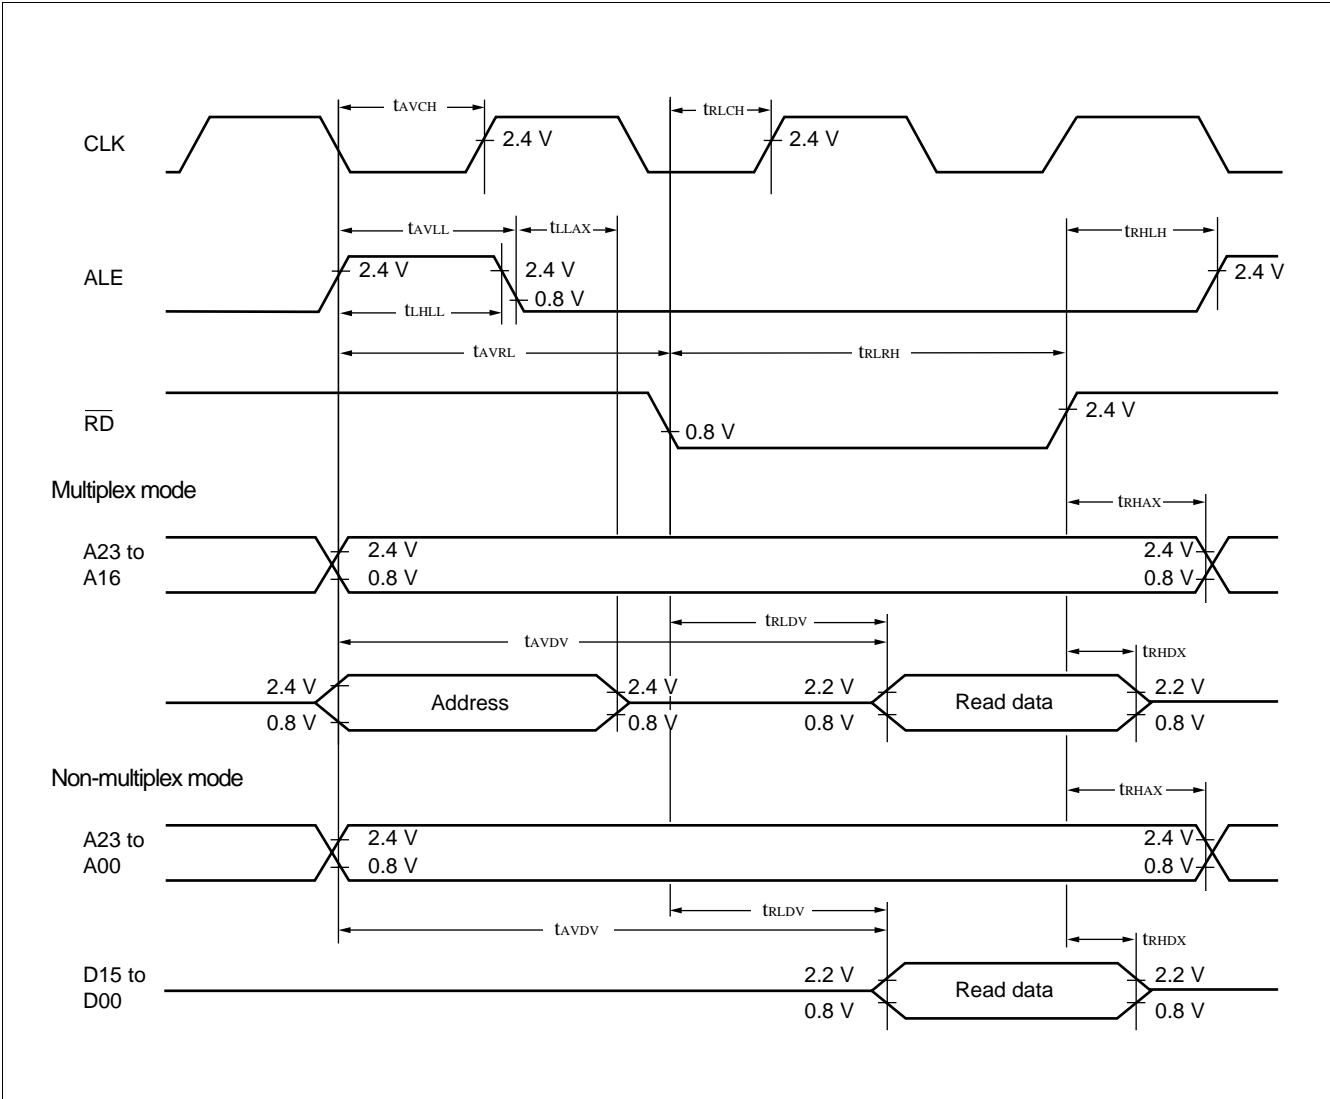 tAVCH
tRLCH
CLK
2.4 V
2.4 V
tAVLL
tLLAX
tRHLH
ALE
2.4 V
2.4 V
2.4 V
0.8 V
tLHLL
tAVRL
tRLRH
RD
2.4 V
0.8 V
Multiplex mode
tRHAX
A23 to
A16
2.4 V
0.8 V
2.4 V
0.8 V
tRLDV
tAVDV
tRHDX
2.4 V
0.8 V
Address
2.4 V
0.8 V
2.2 V
0.8 V
Read data
2.2 V
0.8 V
Non-multiplex mode
tRHAX
A23 to
A00
2.4 V
0.8 V
2.4 V
0.8 V
tRLDV
tAVDV
tRHDX
D15 to
D00
2.2 V
0.8 V
Read data
2.2 V
0.8 V